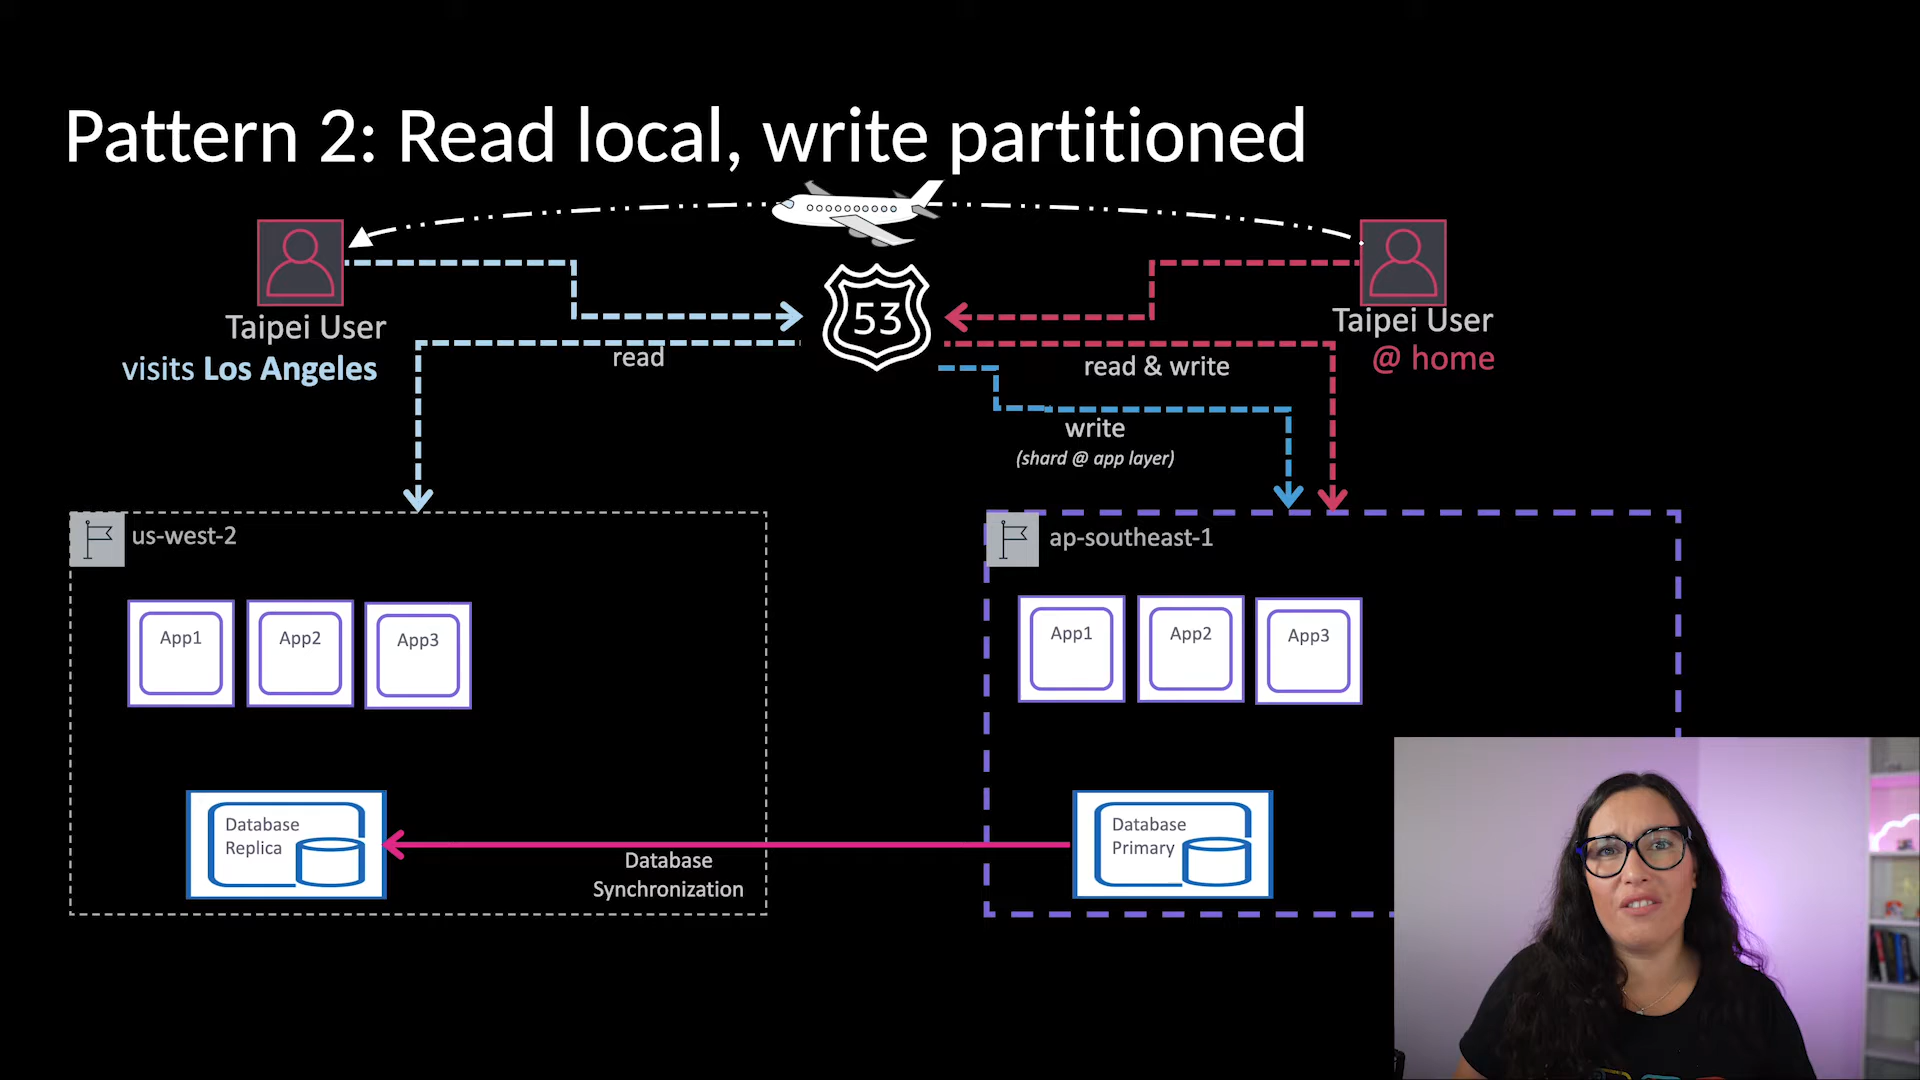 Pattern 2: Read local, write partitioned
Taipei User
visits Los Angeles
53
Taipei User
@ home
read
read & write
write
(shard @ app layer)
us-west-2
App1
App2
App3
Database
Replica
Database
Synchronization
ap-southeast-1
App1
App2
App3
Database
Primary